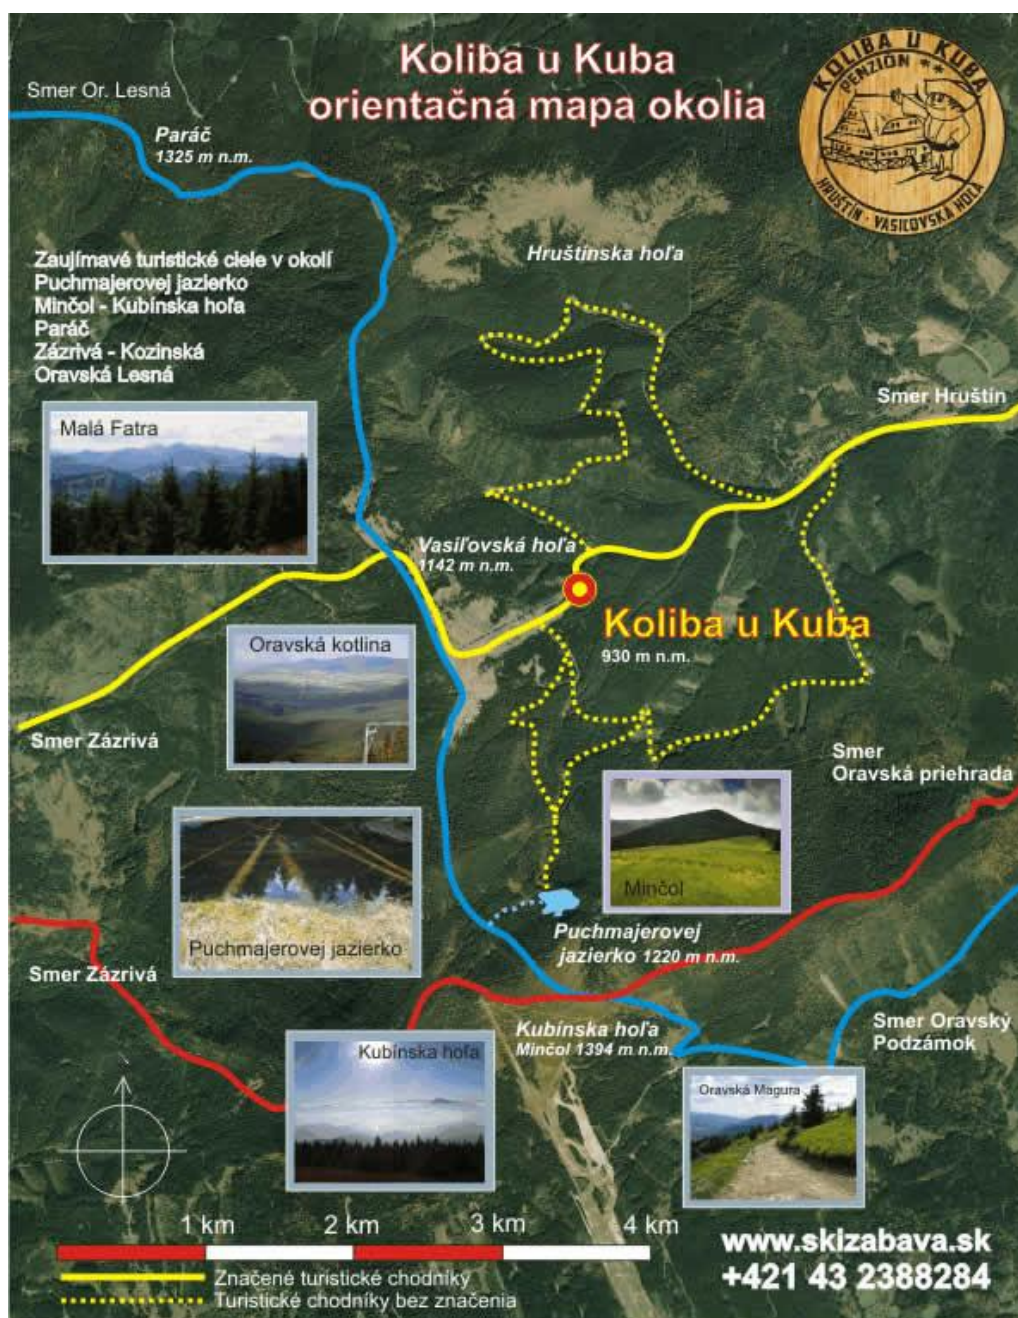 Koliba u Kuba
orientačná mapa okolia
KOLIBA U KUBA
PENZIÓN **
HRUŠTÍN - VASIĽOVSKÁ HOĽA
Smer Or. Lesná
Paráč
1325 m n.m.
Hruštínska hoľa
Zaujímavé turistické ciele v okolí
Puchmajerovej jazierko
Minčol - Kubínska hoľa
Paráč
Zázrivá - Kozinská
Oravská Lesná
Smer Hruštín
Malá Fatra
Vasiľovská hoľa
1142 m n.m.
Koliba u Kuba
930 m n.m.
Oravská kotlina
Smer Zázrivá
Smer
Oravská priehrada
Minčol
Puchmajerovej jazierko
Puchmajerovej
jazierko 1220 m n.m.
Smer Zázrivá
Kubínska hoľa
Minčol 1394 m n.m.
Smer Oravský
Podzámok
Kubínska hoľa
Oravská Magura
1 km
2 km
3 km
4 km
www.skizabava.sk
+421 43 2388284
Značené turistické chodníky
Turistické chodníky bez značenia